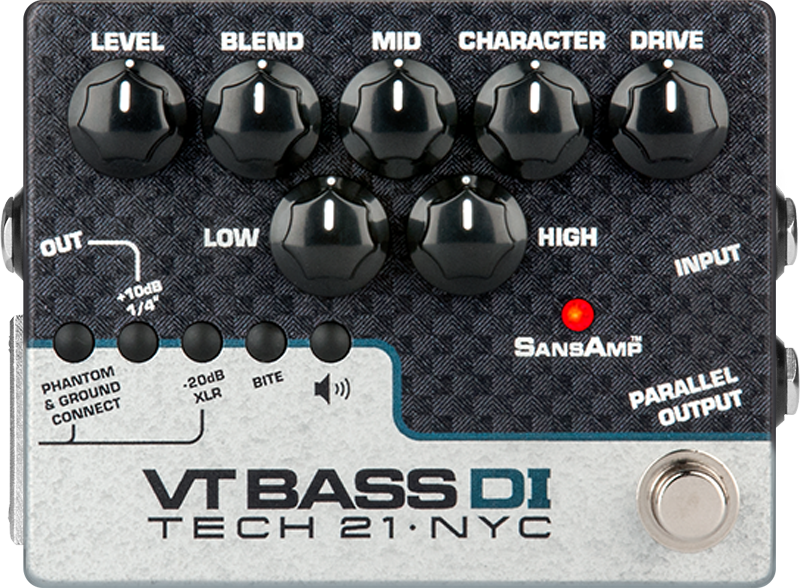 LEVEL BLEND MID CHARACTER DRIVE
LOW HIGH
OUT
+10dB
1/4"
INPUT
SANSAMP™
PHANTOM
& GROUND
CONNECT
-20dB
XLR
BITE
PARALLEL
OUTPUT
VT BASS DI
TECH 21·NYC